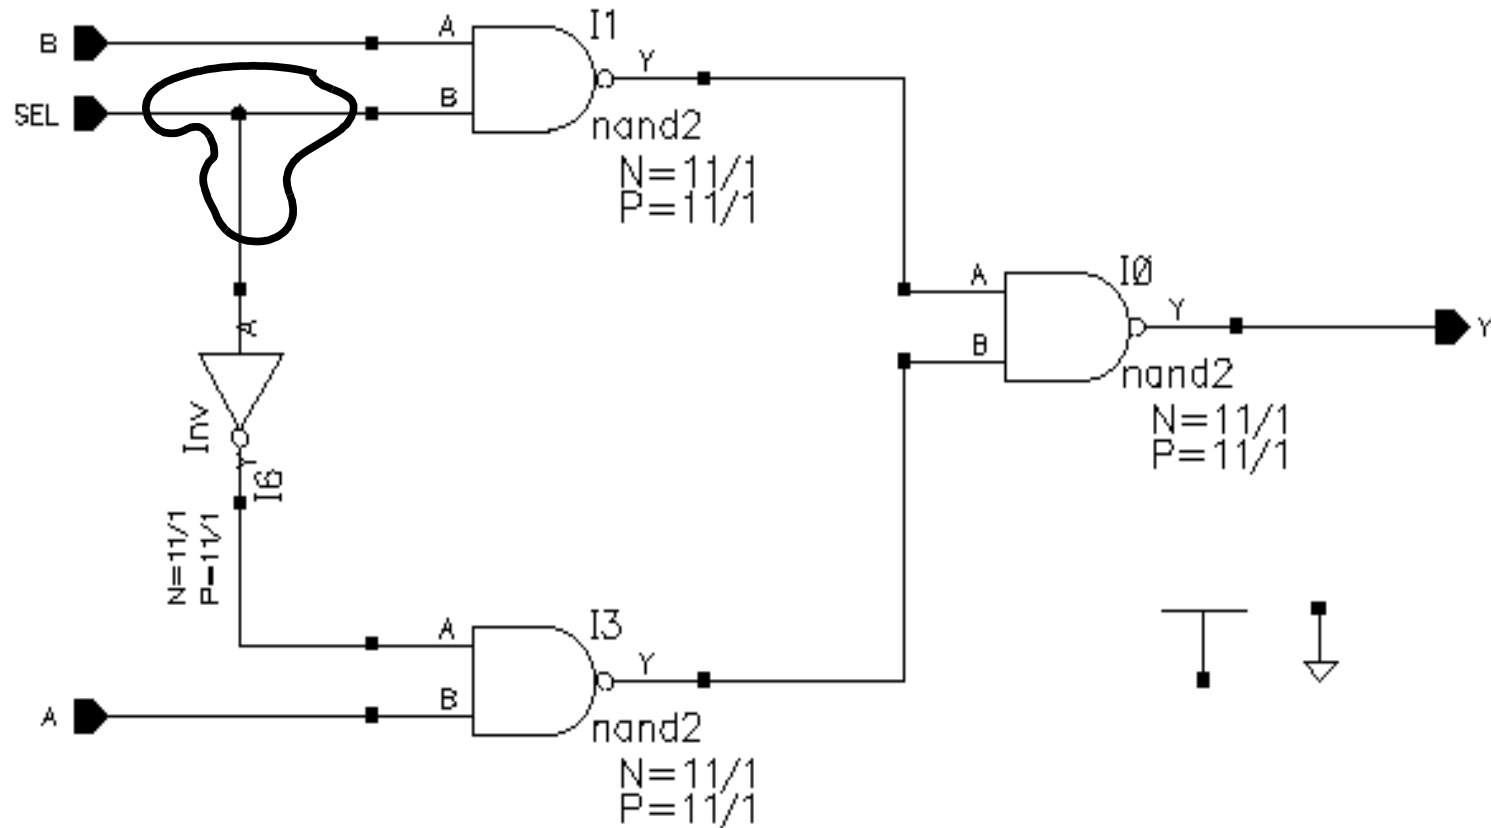 B
A
I1
Y
SEL
B
nand2
N=11/1
P=11/1
A
I0
Y
Y
B
nand2
N=11/1
P=11/1
A
Inv
Y
I6
N=11/1
P=11/1
A
I3
Y
A
B
nand2
N=11/1
P=11/1